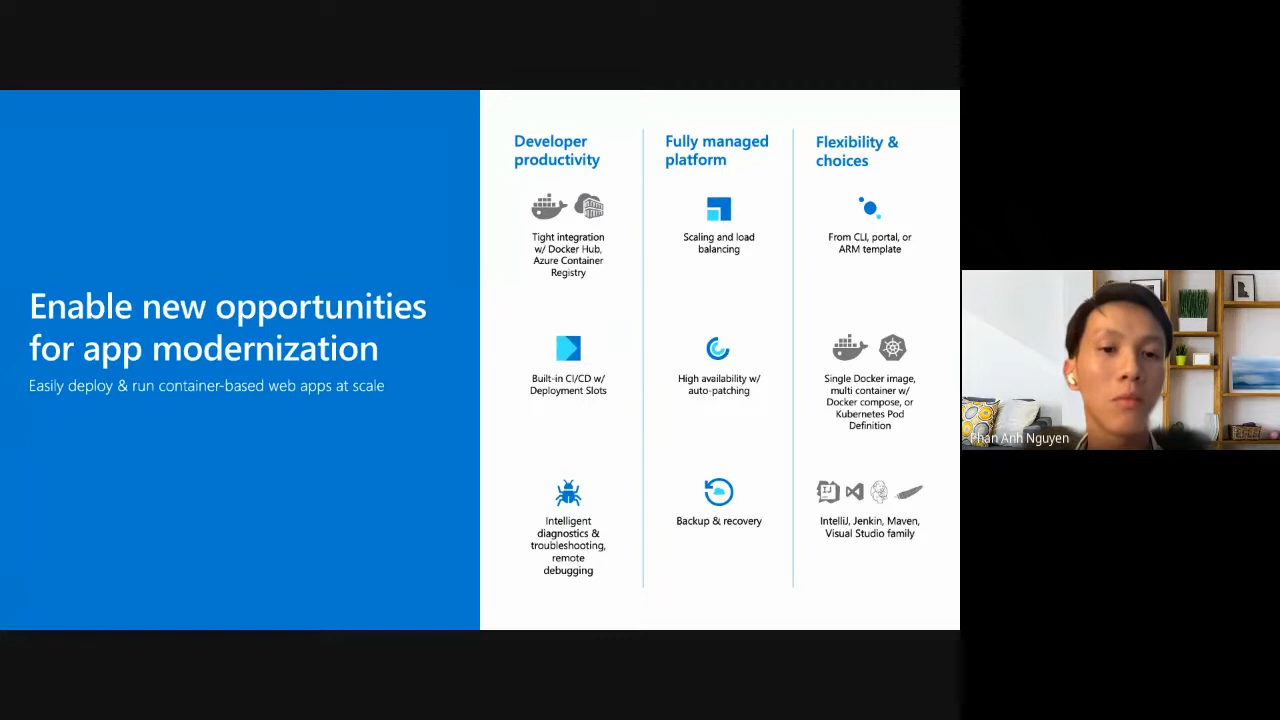 Enable new opportunities
for app modernization
Easily deploy & run container-based web apps at scale
Developer
productivity
Tight integration
w/ Docker Hub,
Azure Container
Registry
Built-in CI/CD w/
Deployment Slots
Intelligent
diagnostics &
troubleshooting,
remote
debugging
Fully managed
platform
Scaling and load
balancing
High availability w/
auto-patching
Backup & recovery
Flexibility &
choices
From CLI, portal, or
ARM template
Single Docker image,
multi container w/
Docker compose, or
Kubernetes Pod
Definition
IJ
IntelliJ, Jenkin, Maven,
Visual Studio family
Phan Anh Nguyen